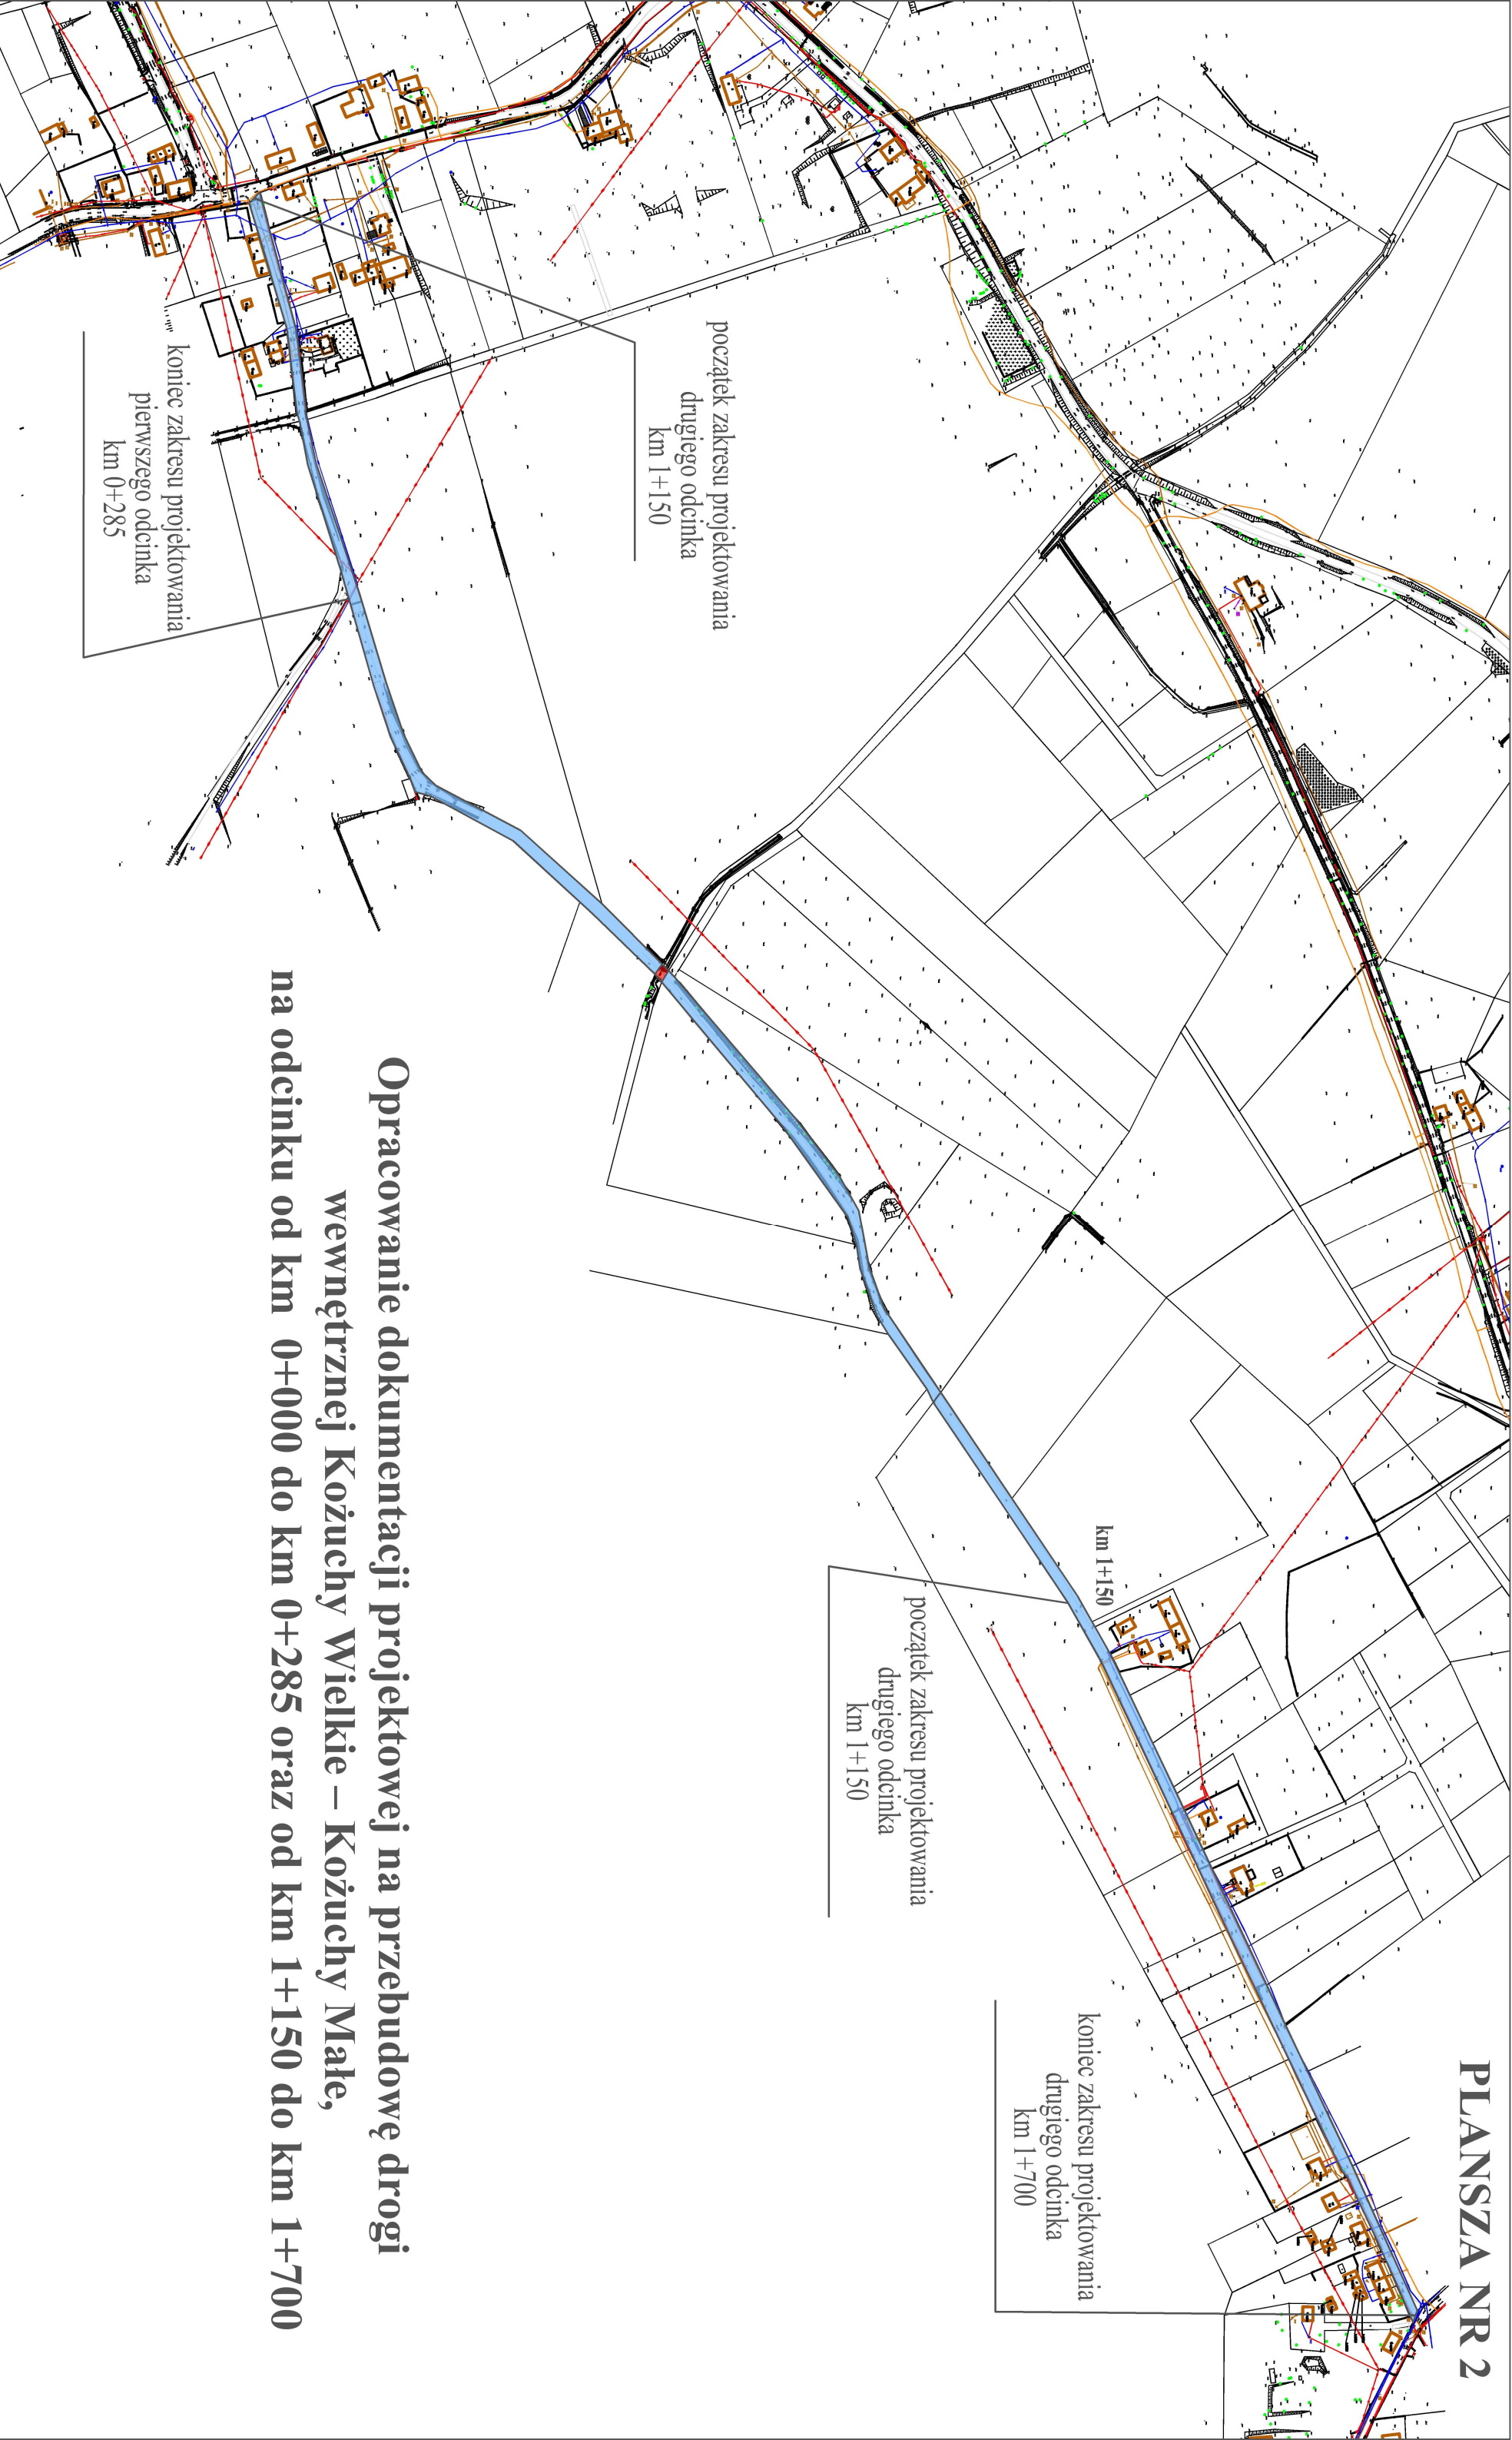 PLANSZA NR 2
początek zakresu projektowania
drugiego odcinka
km 1+150
koniec zakresu projektowania
pierwszego odcinka
km 0+285
km 1+150
początek zakresu projektowania
drugiego odcinka
km 1+150
koniec zakresu projektowania
drugiego odcinka
km 1+700
Opracowanie dokumentacji projektowej na przebudowę drogi
wewnętrznej Kożuchy Wielkie – Kożuchy Małe,
na odcinku od km 0+000 do km 0+285 oraz od km 1+150 do km 1+700